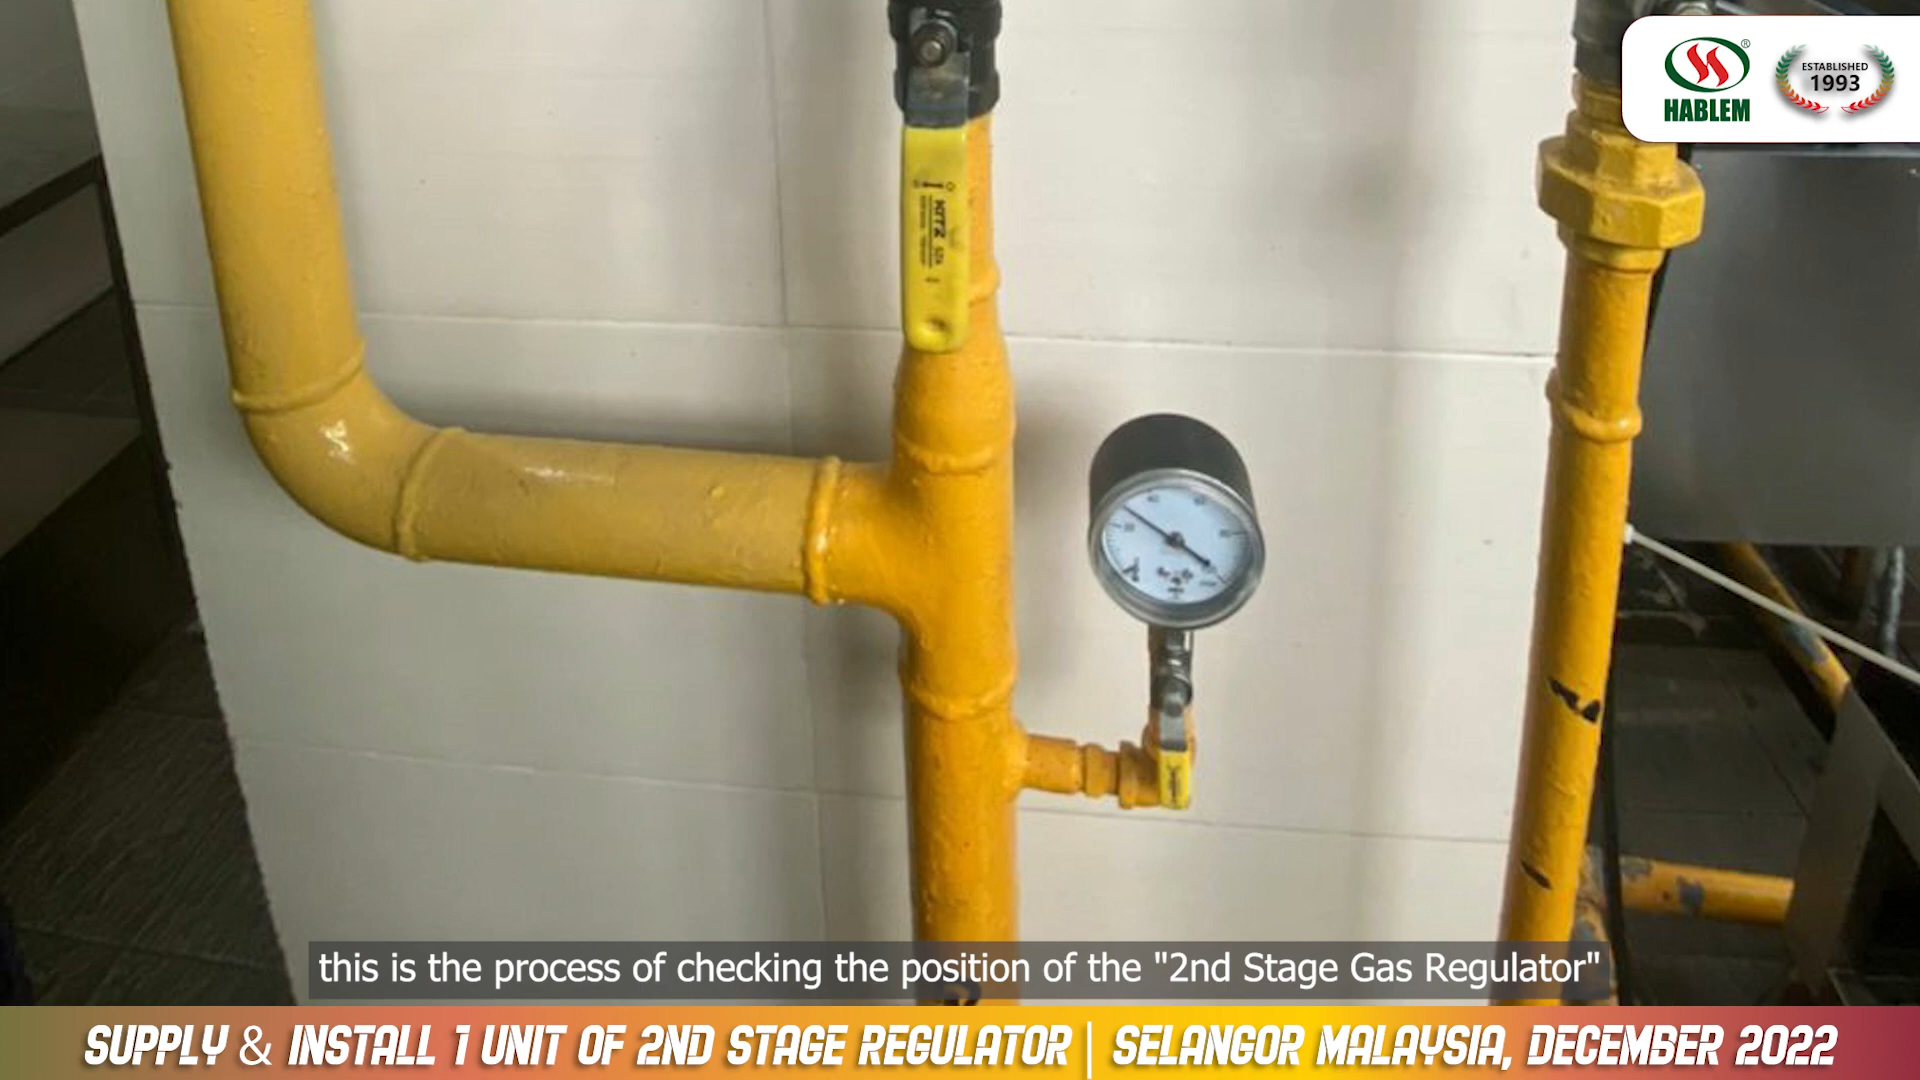 HABLEM
®
ESTABLISHED
1993
KITZ
this is the process of checking the position of the "2nd Stage Gas Regulator"
SUPPLY & INSTALL 1 UNIT OF 2ND STAGE REGULATOR | SELANGOR MALAYSIA, DECEMBER 2022